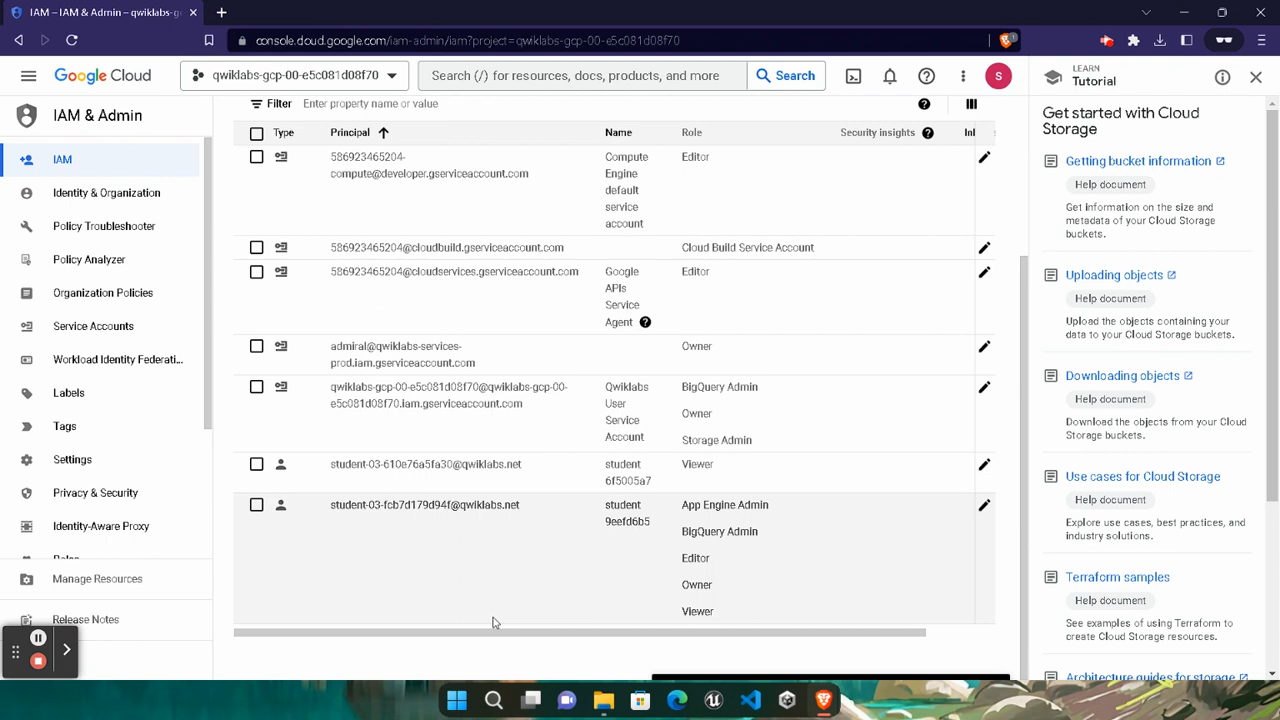 IAM – IAM & Admin – qwiklabs-g
console.cloud.google.com/iam-admin/iam?project=qwiklabs-gcp-00-e5c081d08f70
1
Google Cloud
qwiklabs-gcp-00-e5c081d08f70
Search (/) for resources, docs, products, and more
Search
S
LEARN
Tutorial
IAM & Admin
IAM
Identity & Organization
Policy Troubleshooter
Policy Analyzer
Organization Policies
Service Accounts
Workload Identity Federati...
Labels
Tags
Settings
Privacy & Security
Identity-Aware Proxy
Roles
Manage Resources
Release Notes
Filter Enter property name or value
Type Principal Name Role Security insights
586923465204-
compute@developer.gserviceaccount.com
Compute
Engine
default
service
account
Editor
586923465204@cloudbuild.gserviceaccount.com
Cloud Build Service Account
586923465204@cloudservices.gserviceaccount.com
Google
APIs
Service
Agent
Editor
admiral@qwiklabs-services-
prod.iam.gserviceaccount.com
Owner
qwiklabs-gcp-00-e5c081d08f70@qwiklabs-gcp-00-
e5c081d08f70.iam.gserviceaccount.com
Qwiklabs
User
Service
Account
BigQuery Admin
Owner
Storage Admin
student-03-610e76a5fa30@qwiklabs.net
student
6f5005a7
Viewer
student-03-fcb7d179d94f@qwiklabs.net
student
9eefd6b5
App Engine Admin
BigQuery Admin
Editor
Owner
Viewer
Get started with Cloud
Storage
Getting bucket information
Help document
Get information on the size and
metadata of your Cloud Storage
buckets.
Uploading objects
Help document
Upload the objects containing your
data to your Cloud Storage buckets.
Downloading objects
Help document
Download the objects from your Cloud
Storage buckets.
Use cases for Cloud Storage
Help document
Explore use cases, best practices, and
industry solutions.
Terraform samples
Help document
See examples of using Terraform to
create Cloud Storage resources.
Architecture guides for storage